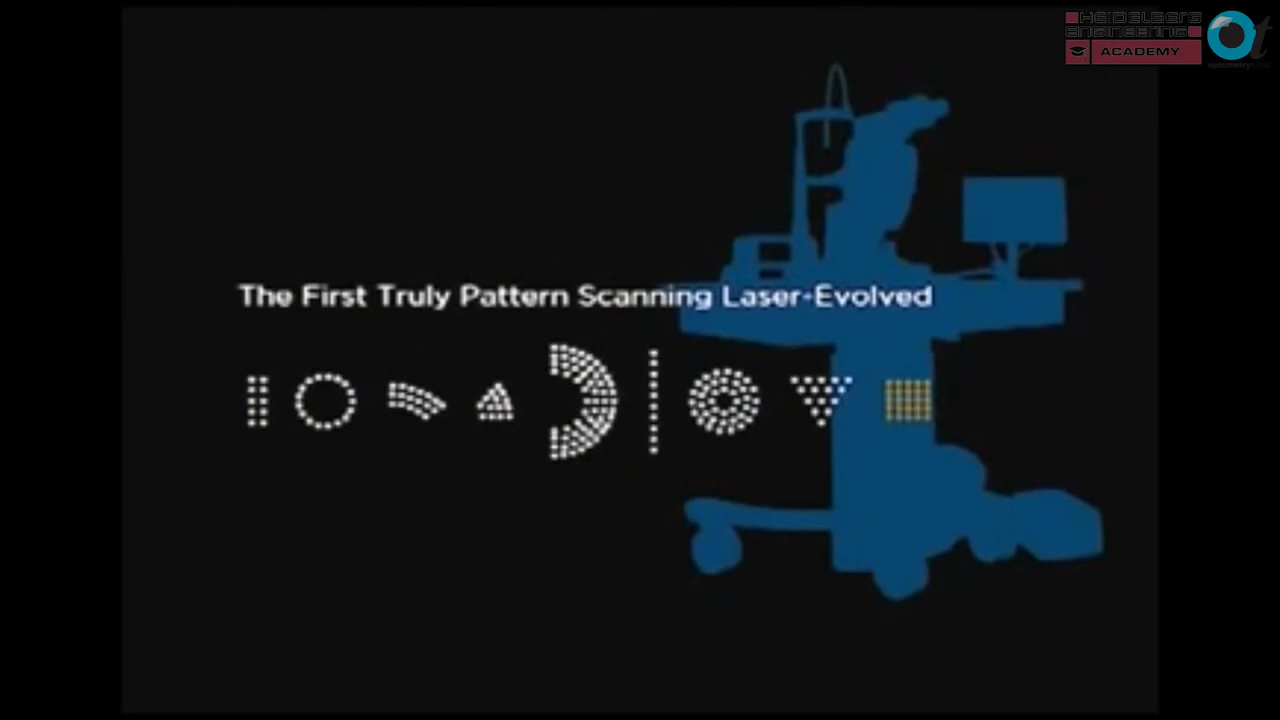 HEIDELBERG
ENGINEERING
ACADEMY
The First Truly Pattern Scanning Laser-Evolved